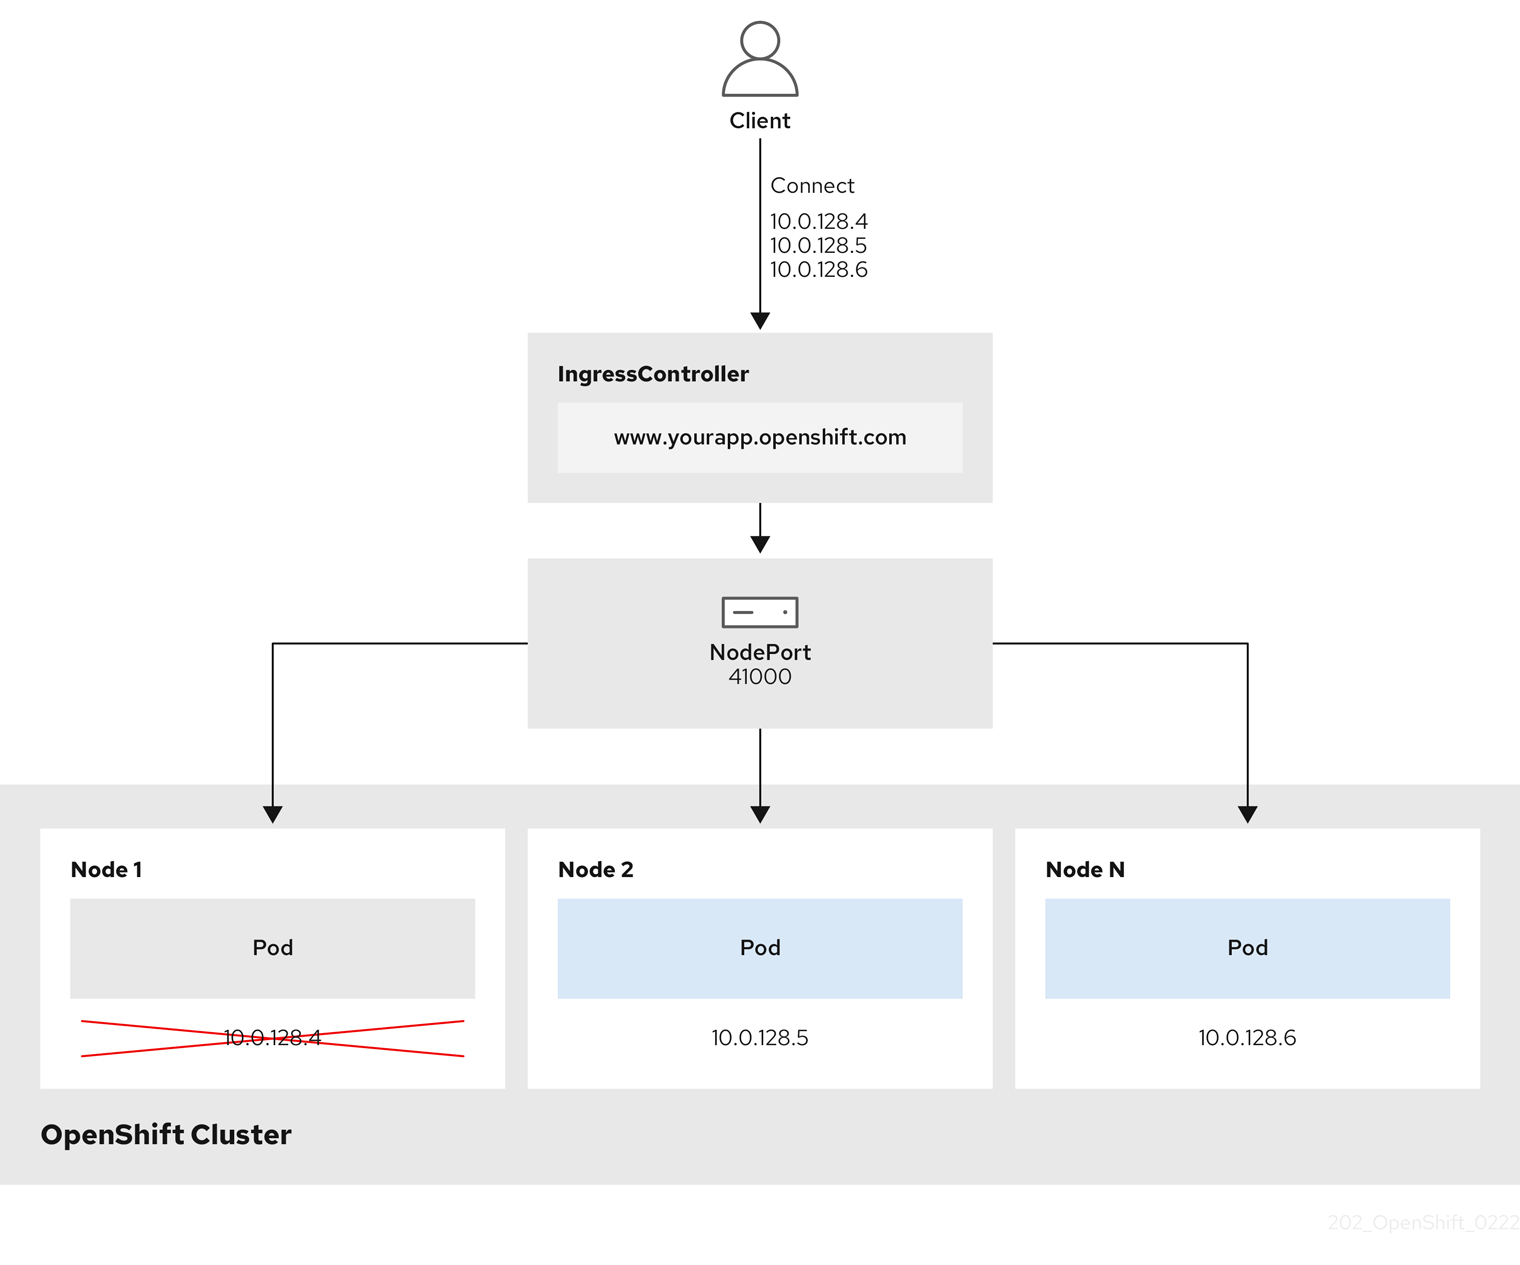 Client
Connect
10.0.128.4
10.0.128.5
10.0.128.6
IngressController
www.yourapp.openshift.com
NodePort
41000
Node 1
Pod
10.0.128.4
Node 2
Pod
10.0.128.5
Node N
Pod
10.0.128.6
OpenShift Cluster
202_OpenShift_0222